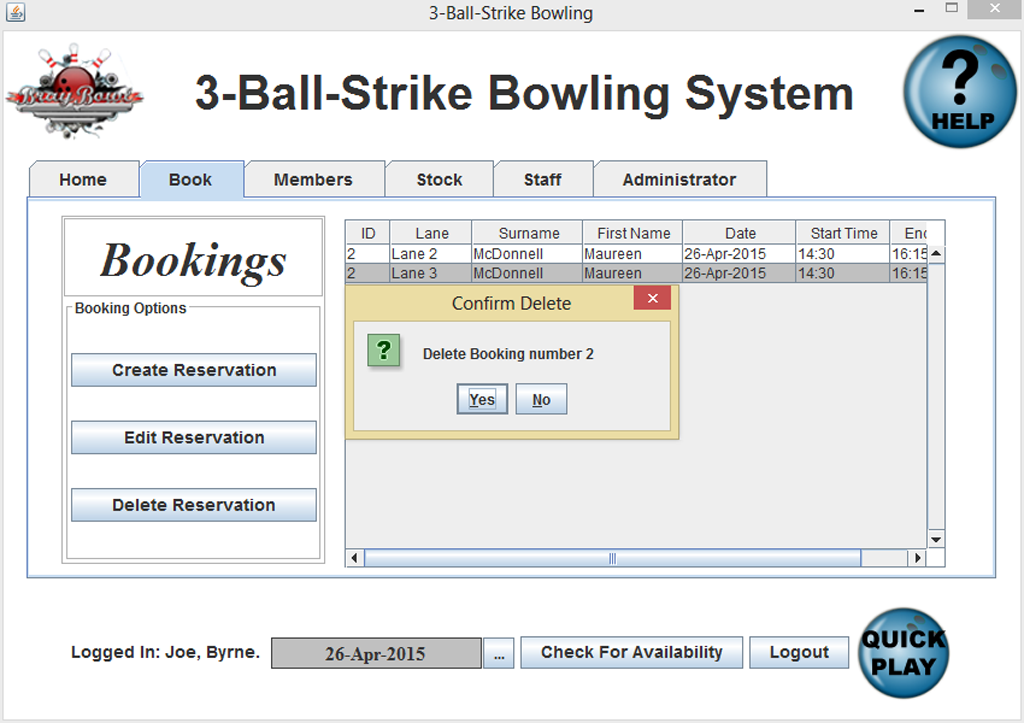 3-Ball-Strike Bowling
3-Ball-Strike Bowling System
? HELP
Home Book Members Stock Staff Administrator
Bookings
Booking Options
Create Reservation
Edit Reservation
Delete Reservation
ID Lane Surname First Name Date Start Time
2 Lane 2 McDonnell Maureen 26-Apr-2015 14:30 16:15
2 Lane 3 McDonnell Maureen 26-Apr-2015 14:30 16:15
Confirm Delete
?
Delete Booking number 2
Yes No
Logged In: Joe, Byrne. 26-Apr-2015 ... Check For Availability Logout
QUICK
PLAY